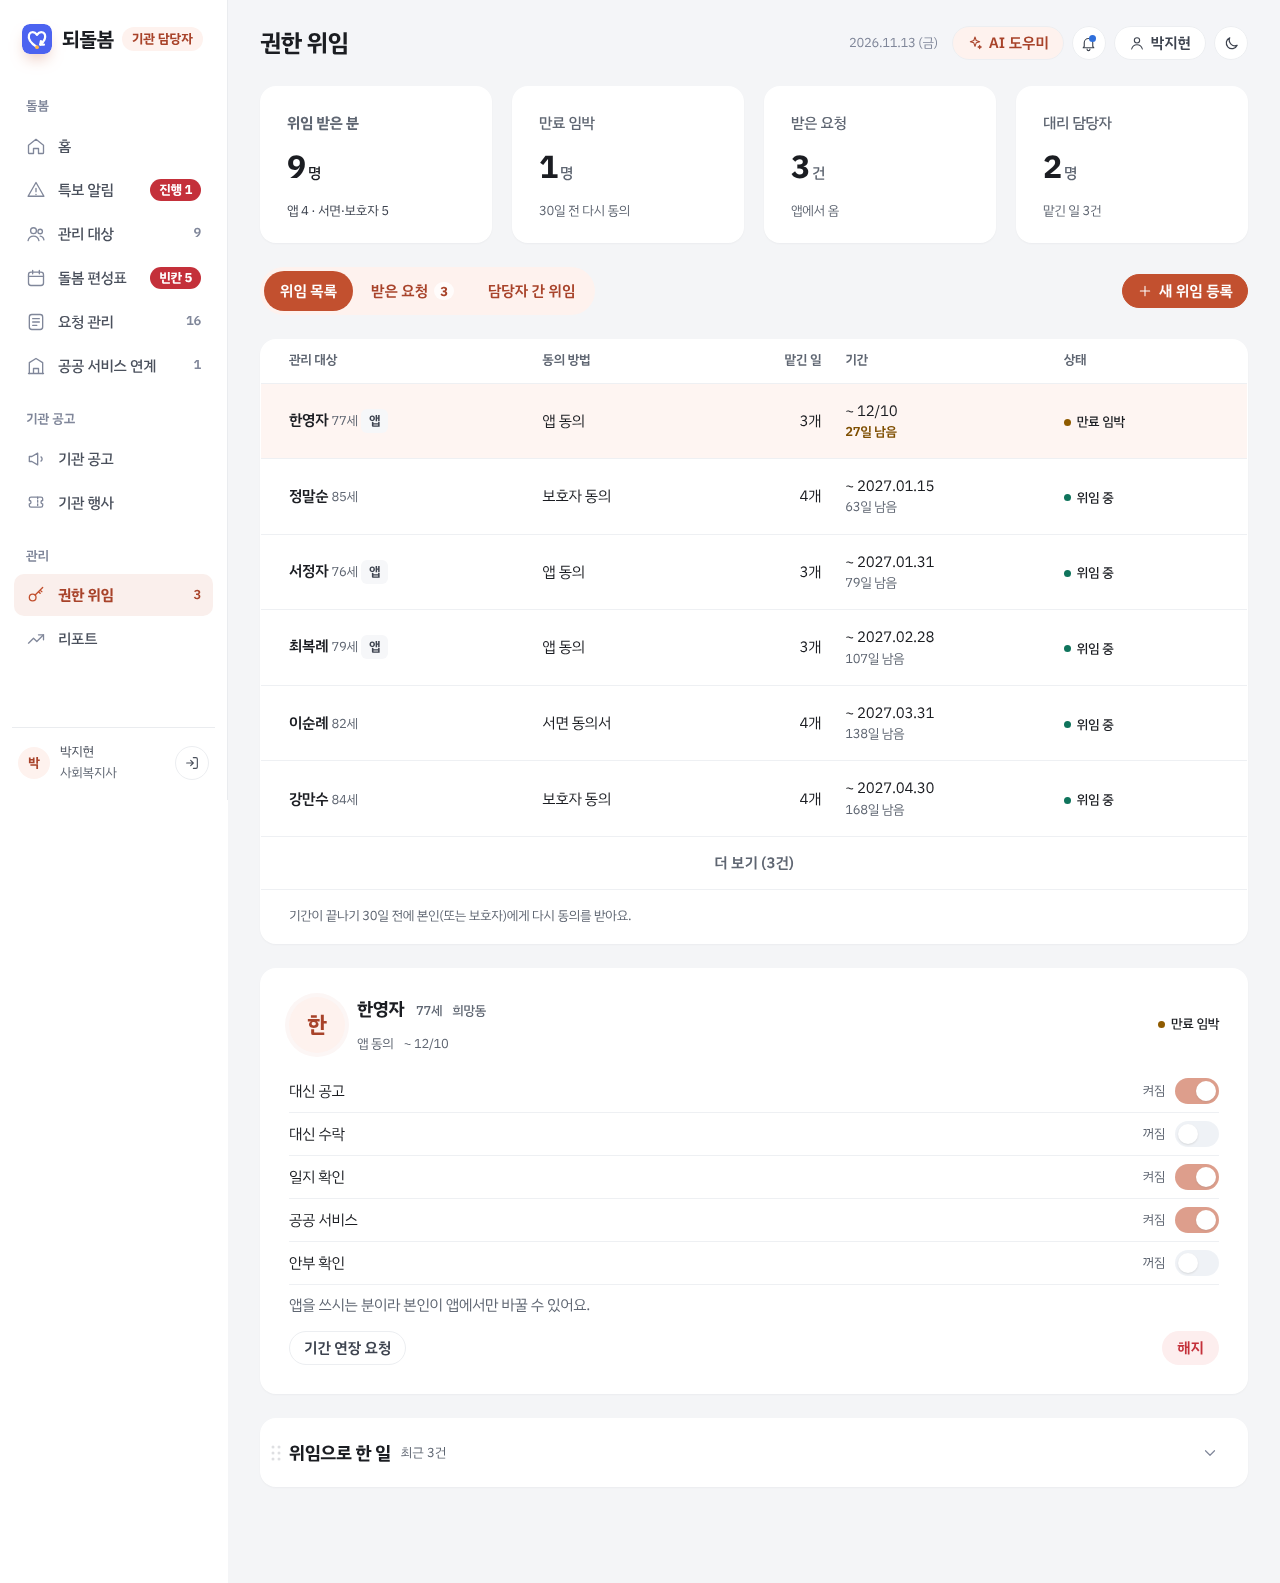 되돌봄 기관 담당자
돌봄
홈
특보 알림 진행 1
관리 대상 9
돌봄 편성표 빈칸 5
요청 관리 16
공공 서비스 연계 1
기관 공고
기관 공고
기관 행사
관리
권한 위임 3
리포트
박 박지현
사회복지사
권한 위임
2026.11.13 (금) AI 도우미 박지현
위임 받은 분
9명
앱 4 · 서면·보호자 5
만료 임박
1명
30일 전 다시 동의
받은 요청
3건
앱에서 옴
대리 담당자
2명
맡긴 일 3건
위임 목록 받은 요청 3 담당자 간 위임
+ 새 위임 등록
관리 대상 동의 방법 맡긴 일 기간 상태
한영자 77세 앱 앱 동의 3개 ~ 12/10 만료 임박
27일 남음
정말순 85세 보호자 동의 4개 ~ 2027.01.15 위임 중
63일 남음
서정자 76세 앱 앱 동의 3개 ~ 2027.01.31 위임 중
79일 남음
최복례 79세 앱 앱 동의 3개 ~ 2027.02.28 위임 중
107일 남음
이순례 82세 서면 동의서 4개 ~ 2027.03.31 위임 중
138일 남음
강만수 84세 보호자 동의 4개 ~ 2027.04.30 위임 중
168일 남음
더 보기 (3건)
기간이 끝나기 30일 전에 본인(또는 보호자)에게 다시 동의를 받아요.
한 한영자 77세 희망동
앱 동의 ~ 12/10
만료 임박
대신 공고 켜짐
대신 수락 꺼짐
일지 확인 켜짐
공공 서비스 켜짐
안부 확인 꺼짐
앱을 쓰시는 분이라 본인이 앱에서만 바꿀 수 있어요.
기간 연장 요청 해지
위임으로 한 일 최근 3건